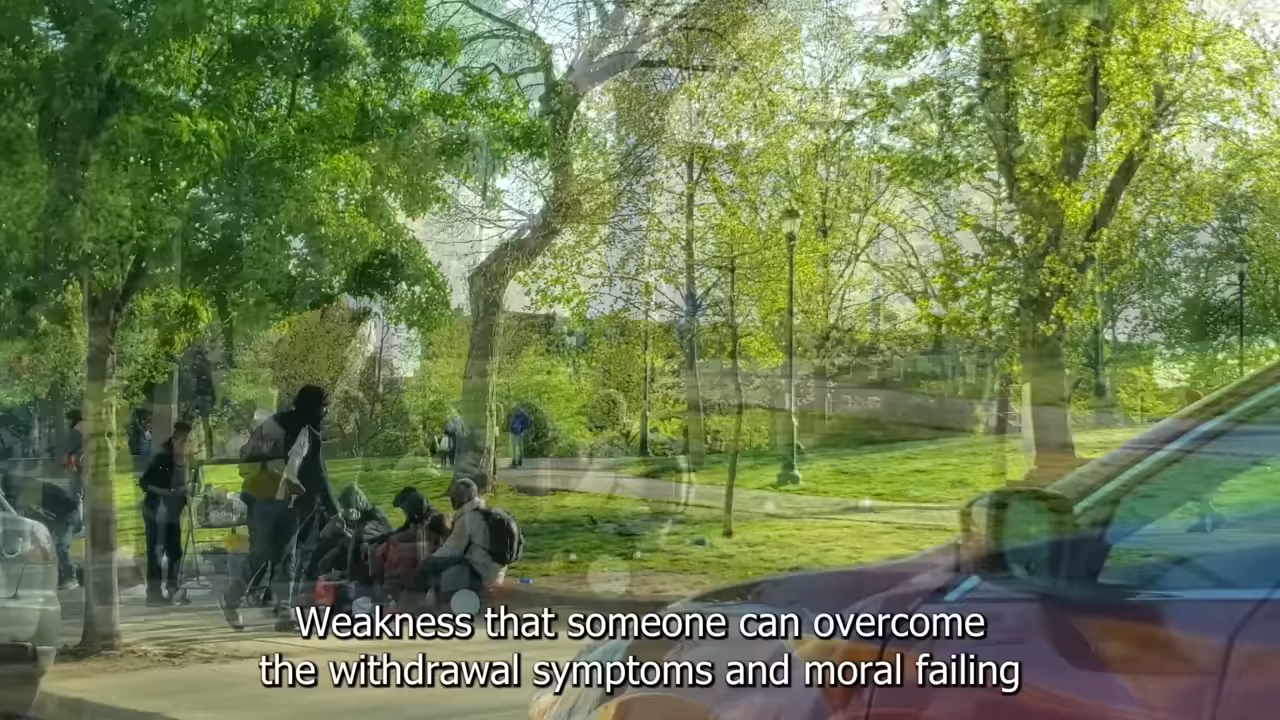 Weakness that someone can overcome
the withdrawal symptoms and moral failing